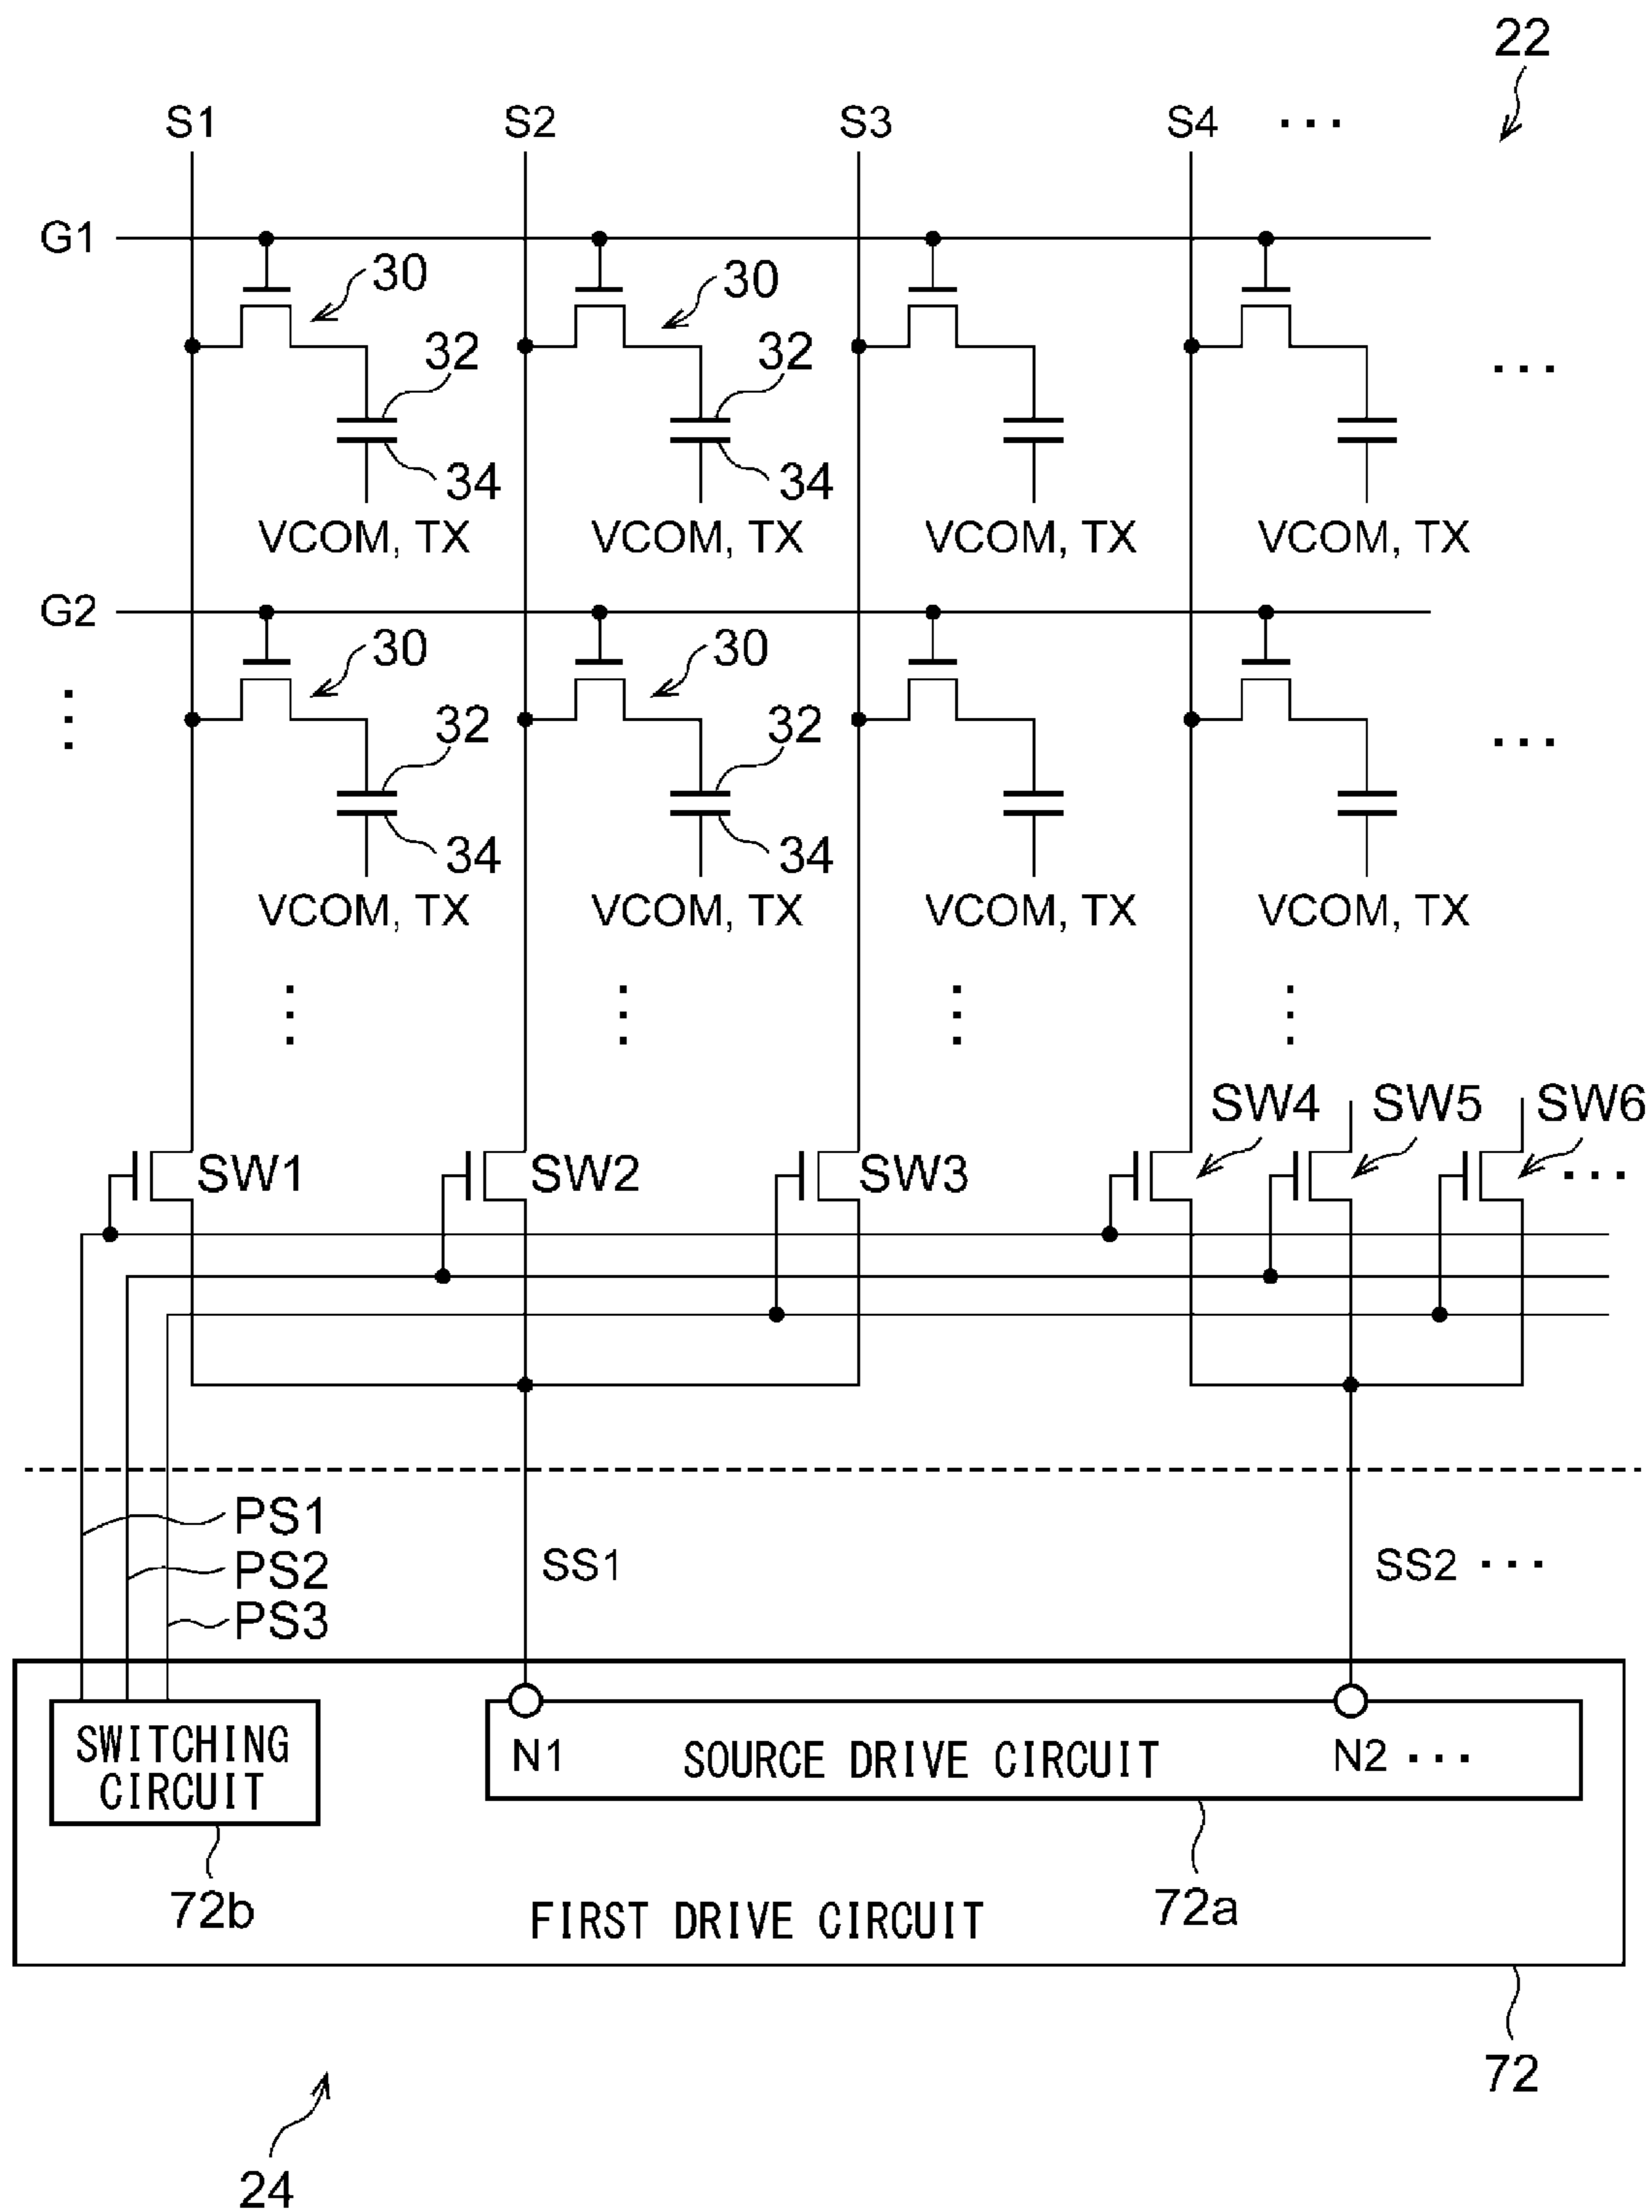 22
S1 S2 S3 S4 ...
G1
30 30
32 32
...
34 34
VCOM, TX VCOM, TX VCOM, TX VCOM, TX
G2
30 30
32 32
...
34 34
VCOM, TX VCOM, TX VCOM, TX VCOM, TX
SW4 SW5 SW6
SW1 SW2 SW3 ...
PS1
PS2
PS3
SS1 SS2 ...
SWITCHING
CIRCUIT
N1 SOURCE DRIVE CIRCUIT N2 ...
72b
72a
FIRST DRIVE CIRCUIT
72
24